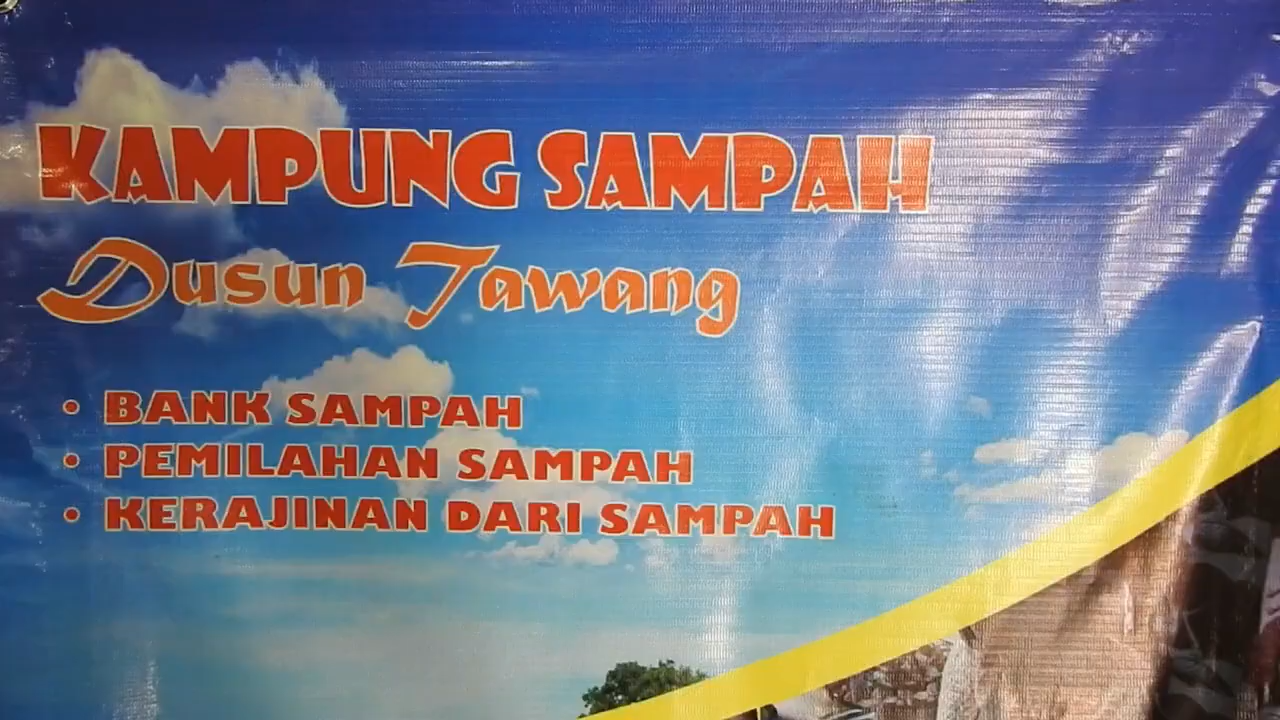 KAMPUNG SAMPAH
Dusun Tawang
• BANK SAMPAH
• PEMILAHAN SAMPAH
• KERAJINAN DARI SAMPAH